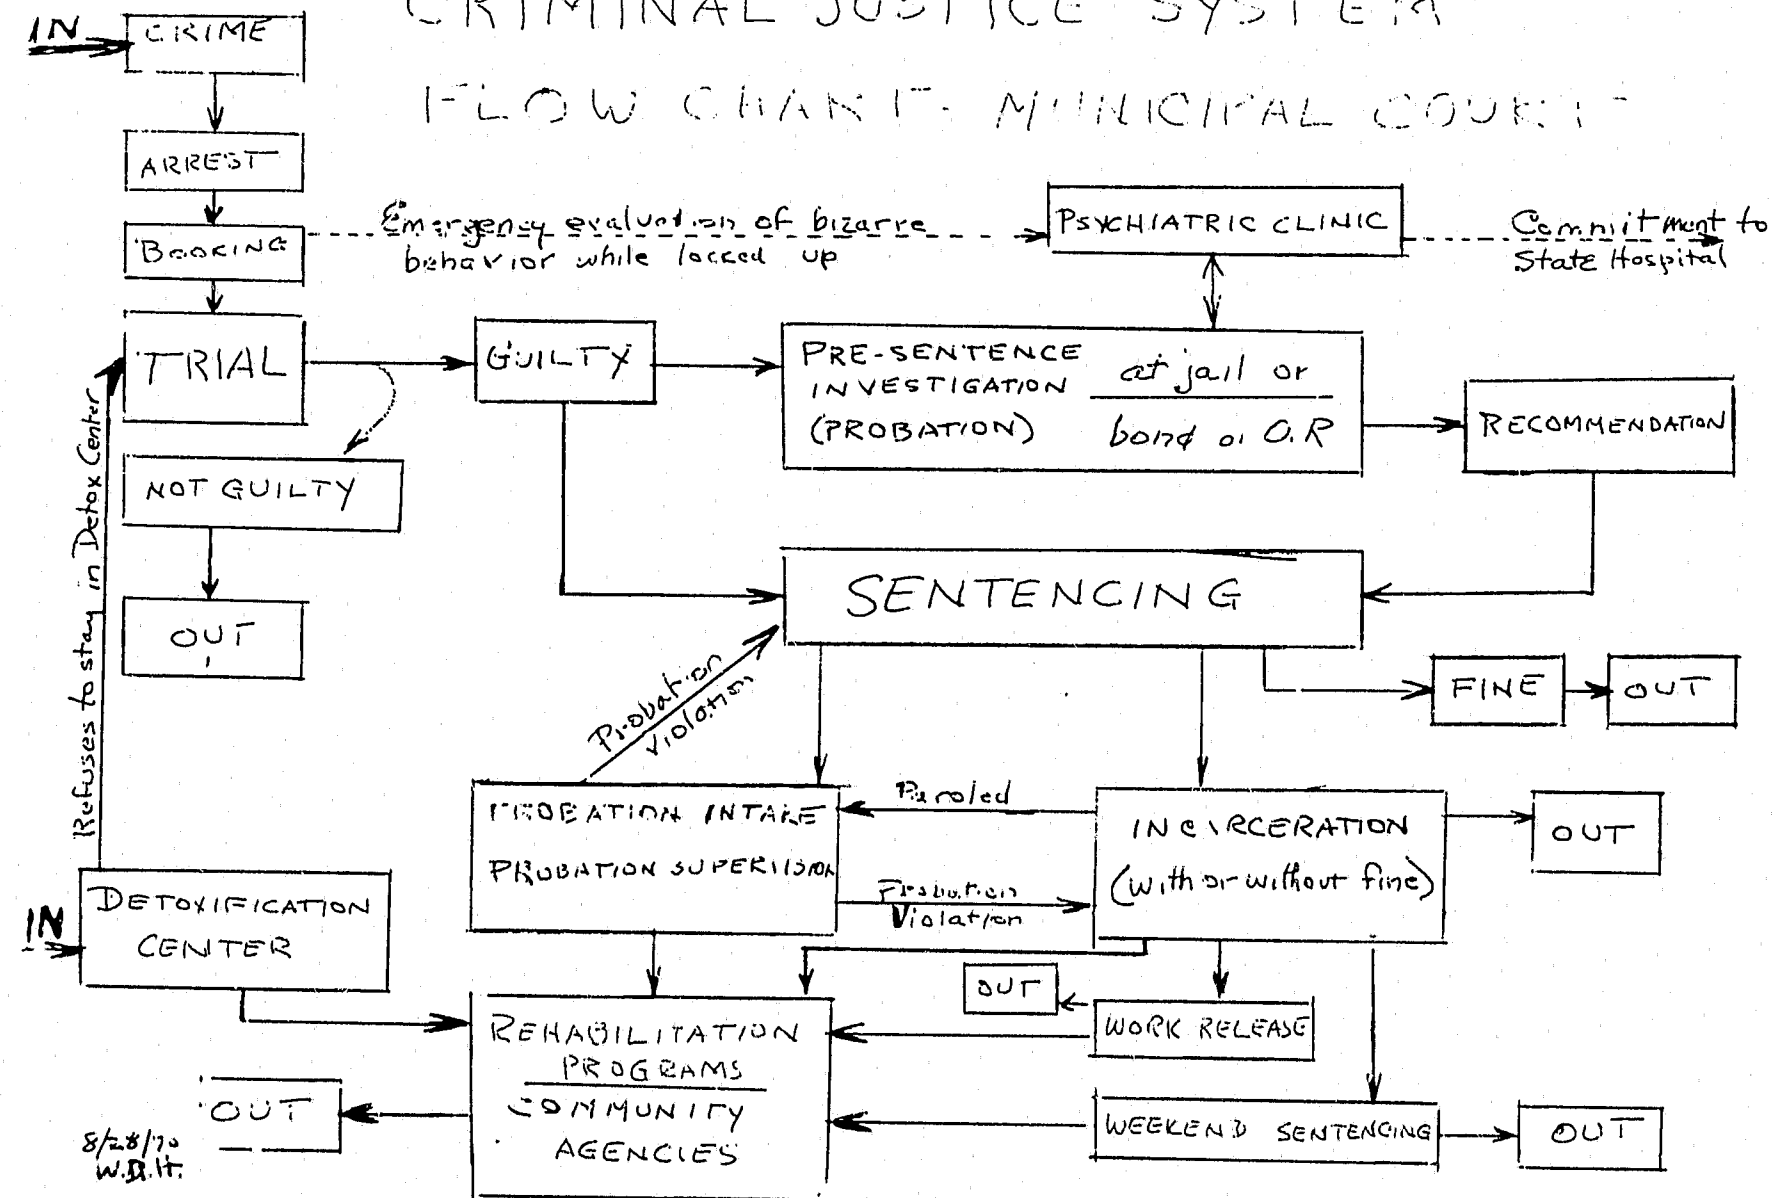 CRIMINAL JUSTICE SYSTEM
FLOW CHART - MUNICIPAL COURT
IN
CRIME
ARREST
BOOKING
Emergency evaluation of bizarre
behavior while locked up
PSYCHIATRIC CLINIC
Commitment to
State Hospital
TRIAL
GUILTY
PRE-SENTENCE
INVESTIGATION
(PROBATION)
at jail or
bond or O.R
RECOMMENDATION
NOT GUILTY
OUT
Refuses to stay in Detox Center
SENTENCING
FINE
OUT
Probation
Violation
PROBATION INTAKE
PROBATION SUPERVISION
Paroled
Probation
Violation
INCIRCERATION
(with or without fine)
OUT
IN
DETOXIFICATION
CENTER
OUT
WORK RELEASE
REHABILITATION
PROGRAMS
COMMUNITY
AGENCIES
OUT
WEEKEND SENTENCING
OUT
8/28/70
W.D.H.